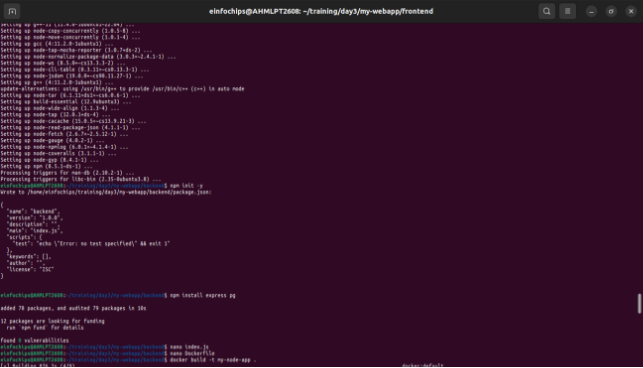 einfochips@AHMLPT2608: ~/training/day3/my-webapp/frontend
Setting up node-copy-concurrently (1.0.5-8) ...
Setting up node-move-concurrently (1.0.1-4) ...
Setting up gcc (4:11.2.0-1ubuntu1) ...
Setting up node-tap-mocha-reporter (3.0.7+ds-2) ...
Setting up node-normalize-package-data (3.0.3+~2.4.1-1) ...
Setting up node-ws (8.5.0+~cs13.3.3-2) ...
Setting up node-cli-table (0.3.11+~cs0.13.3-1) ...
Setting up node-jsdom (19.0.0+~cs90.11.27-1) ...
Setting up g++ (4:11.2.0-1ubuntu1) ...
update-alternatives: using /usr/bin/g++ to provide /usr/bin/c++ (c++) in auto mode
Setting up node-tar (6.1.11+ds1+~cs6.0.6-1) ...
Setting up build-essential (12.9ubuntu3) ...
Setting up node-wide-align (1.1.3-4) ...
Setting up node-tap (12.0.1+ds-4) ...
Setting up node-cacache (15.0.5+~cs13.9.21-3) ...
Setting up node-read-package-json (4.1.1-1) ...
Setting up node-fetch (2.6.7+~2.5.12-1) ...
Setting up node-gauge (4.0.2-1) ...
Setting up node-npmlog (6.0.1+~4.1.4-1) ...
Setting up node-coveralls (3.1.1-1) ...
Setting up node-gyp (8.4.1-1) ...
Setting up npm (8.5.1~ds-1) ...
Processing triggers for man-db (2.10.2-1) ...
Processing triggers for libc-bin (2.35-0ubuntu3.8) ...
einfochips@AHMLPT2608:~/training/day3/my-webapp/backend$ npm init -y
Wrote to /home/einfochips/training/day3/my-webapp/backend/package.json:
{
"name": "backend",
"version": "1.0.0",
"description": "",
"main": "index.js",
"scripts": {
"test": "echo \"Error: no test specified\" && exit 1"
},
"keywords": [],
"author": "",
"license": "ISC"
}
einfochips@AHMLPT2608:~/training/day3/my-webapp/backend$ npm install express pg
added 78 packages, and audited 79 packages in 10s
12 packages are looking for funding
run `npm fund` for details
found 0 vulnerabilities
einfochips@AHMLPT2608:~/training/day3/my-webapp/backend$ nano index.js
einfochips@AHMLPT2608:~/training/day3/my-webapp/backend$ nano Dockerfile
einfochips@AHMLPT2608:~/training/day3/my-webapp/backend$ docker build -t my-node-app .
docker:default